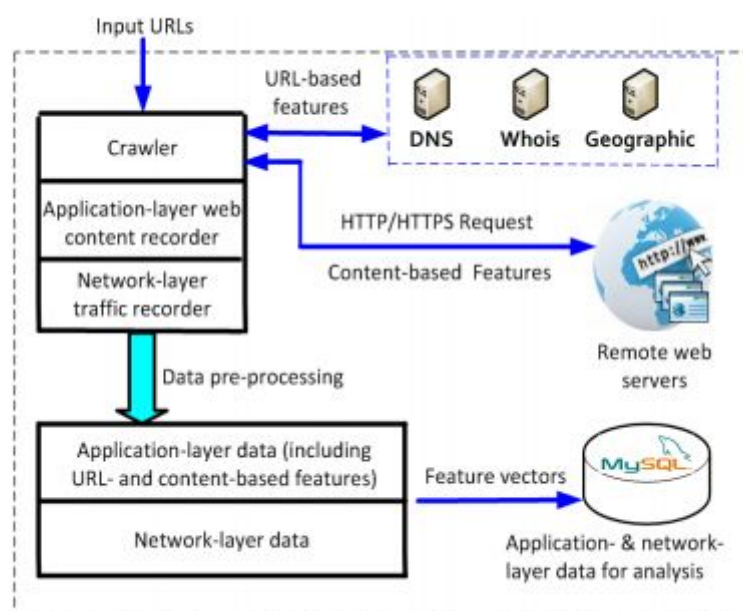 Input URLs
URL-based
features
DNS
Whois
Geographic
Crawler
Application-layer web
content recorder
Network-layer
traffic recorder
HTTP/HTTPS Request
Content-based Features
http://www
Remote web
servers
Data pre-processing
Application-layer data (including
URL- and content-based features)
Network-layer data
Feature vectors
MySQL
Application- & network-
layer data for analysis